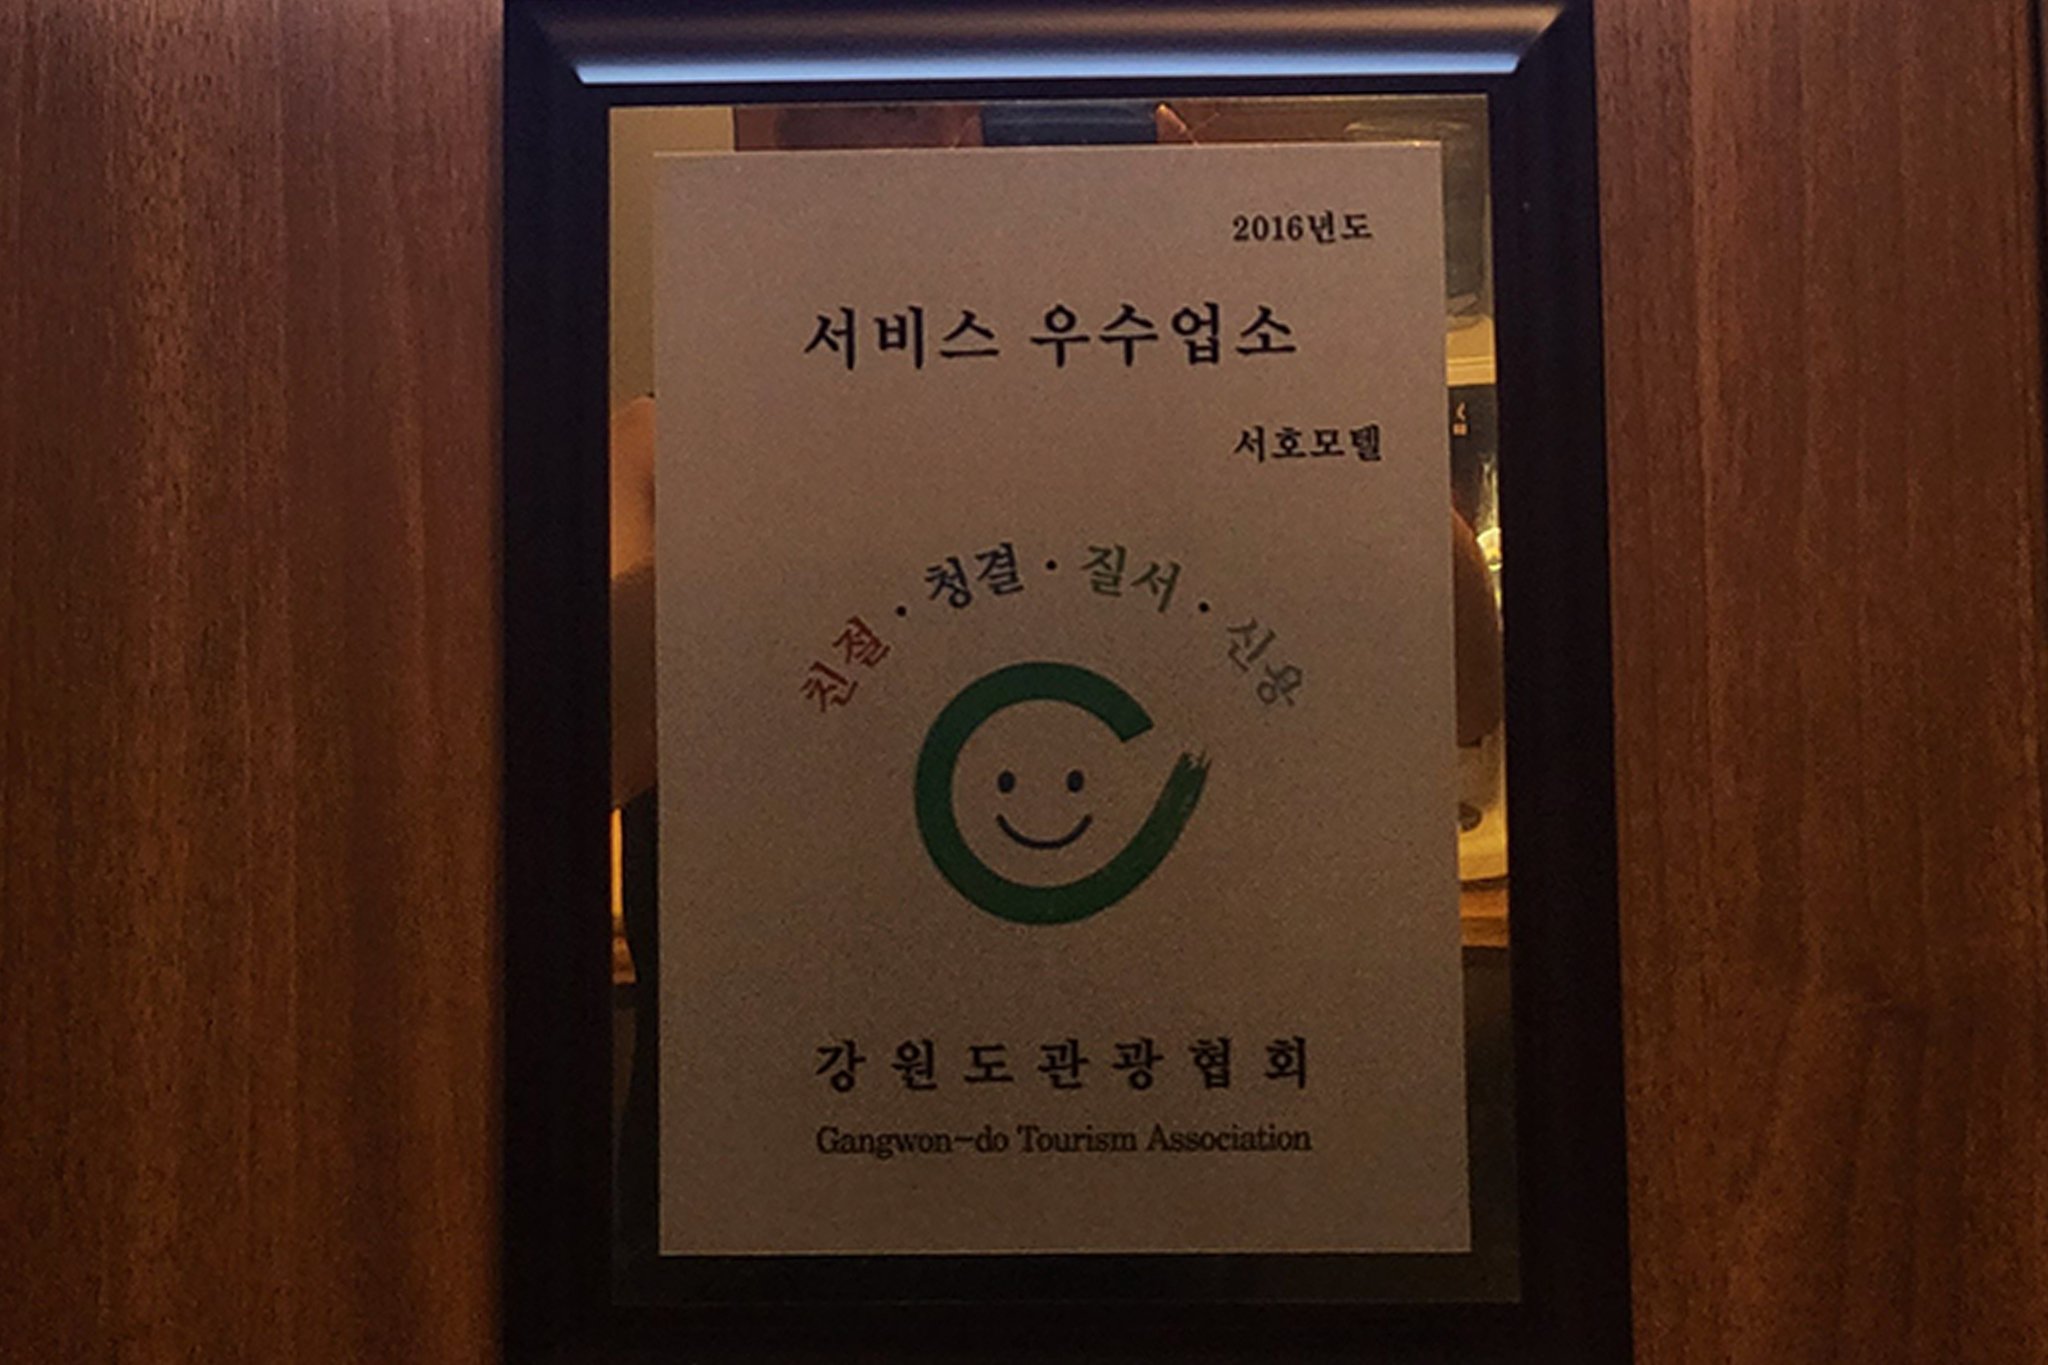 2016년도
서비스 우수업소
서호모텔
친절 · 청결 · 질서 · 신용
강원도관광협회
Gangwon-do Tourism Association